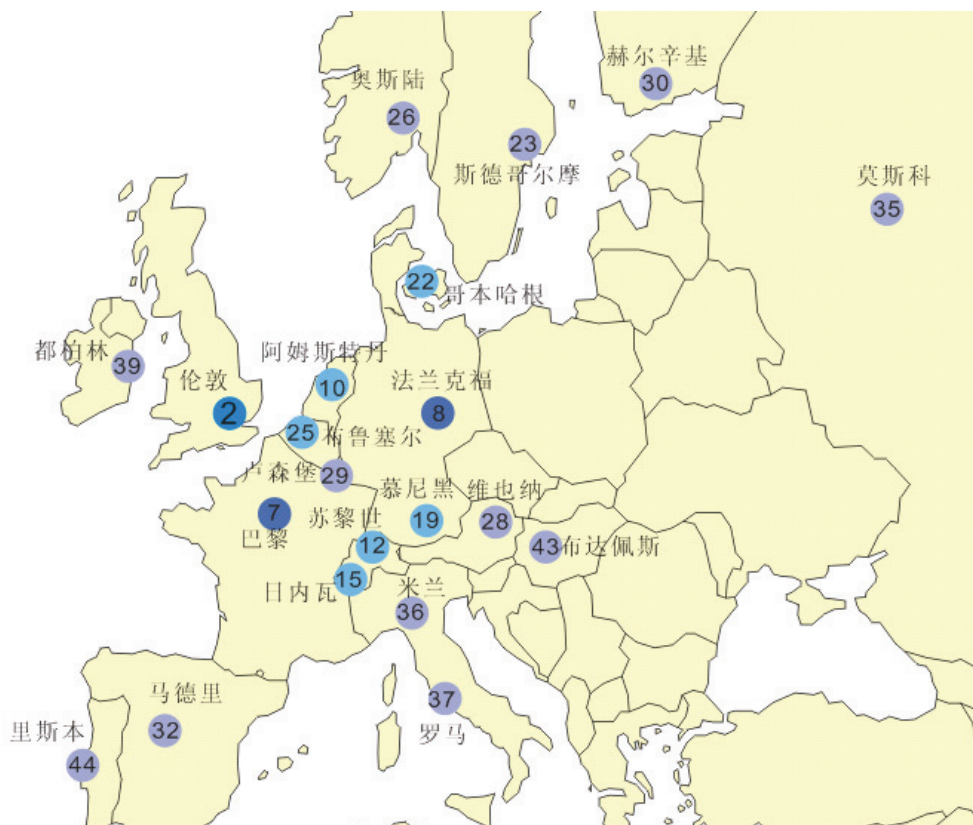 赫尔辛基
30
奥斯陆
26
23
斯德哥尔摩
莫斯科
35
22
哥本哈根
都柏林
39
阿姆斯特丹
10
伦敦
2
法兰克福
8
25
布鲁塞尔
卢森堡
29
慕尼黑
19
维也纳
28
7
巴黎
苏黎世
12
43
布达佩斯
日内瓦
15
米兰
36
马德里
32
37
罗马
里斯本
44